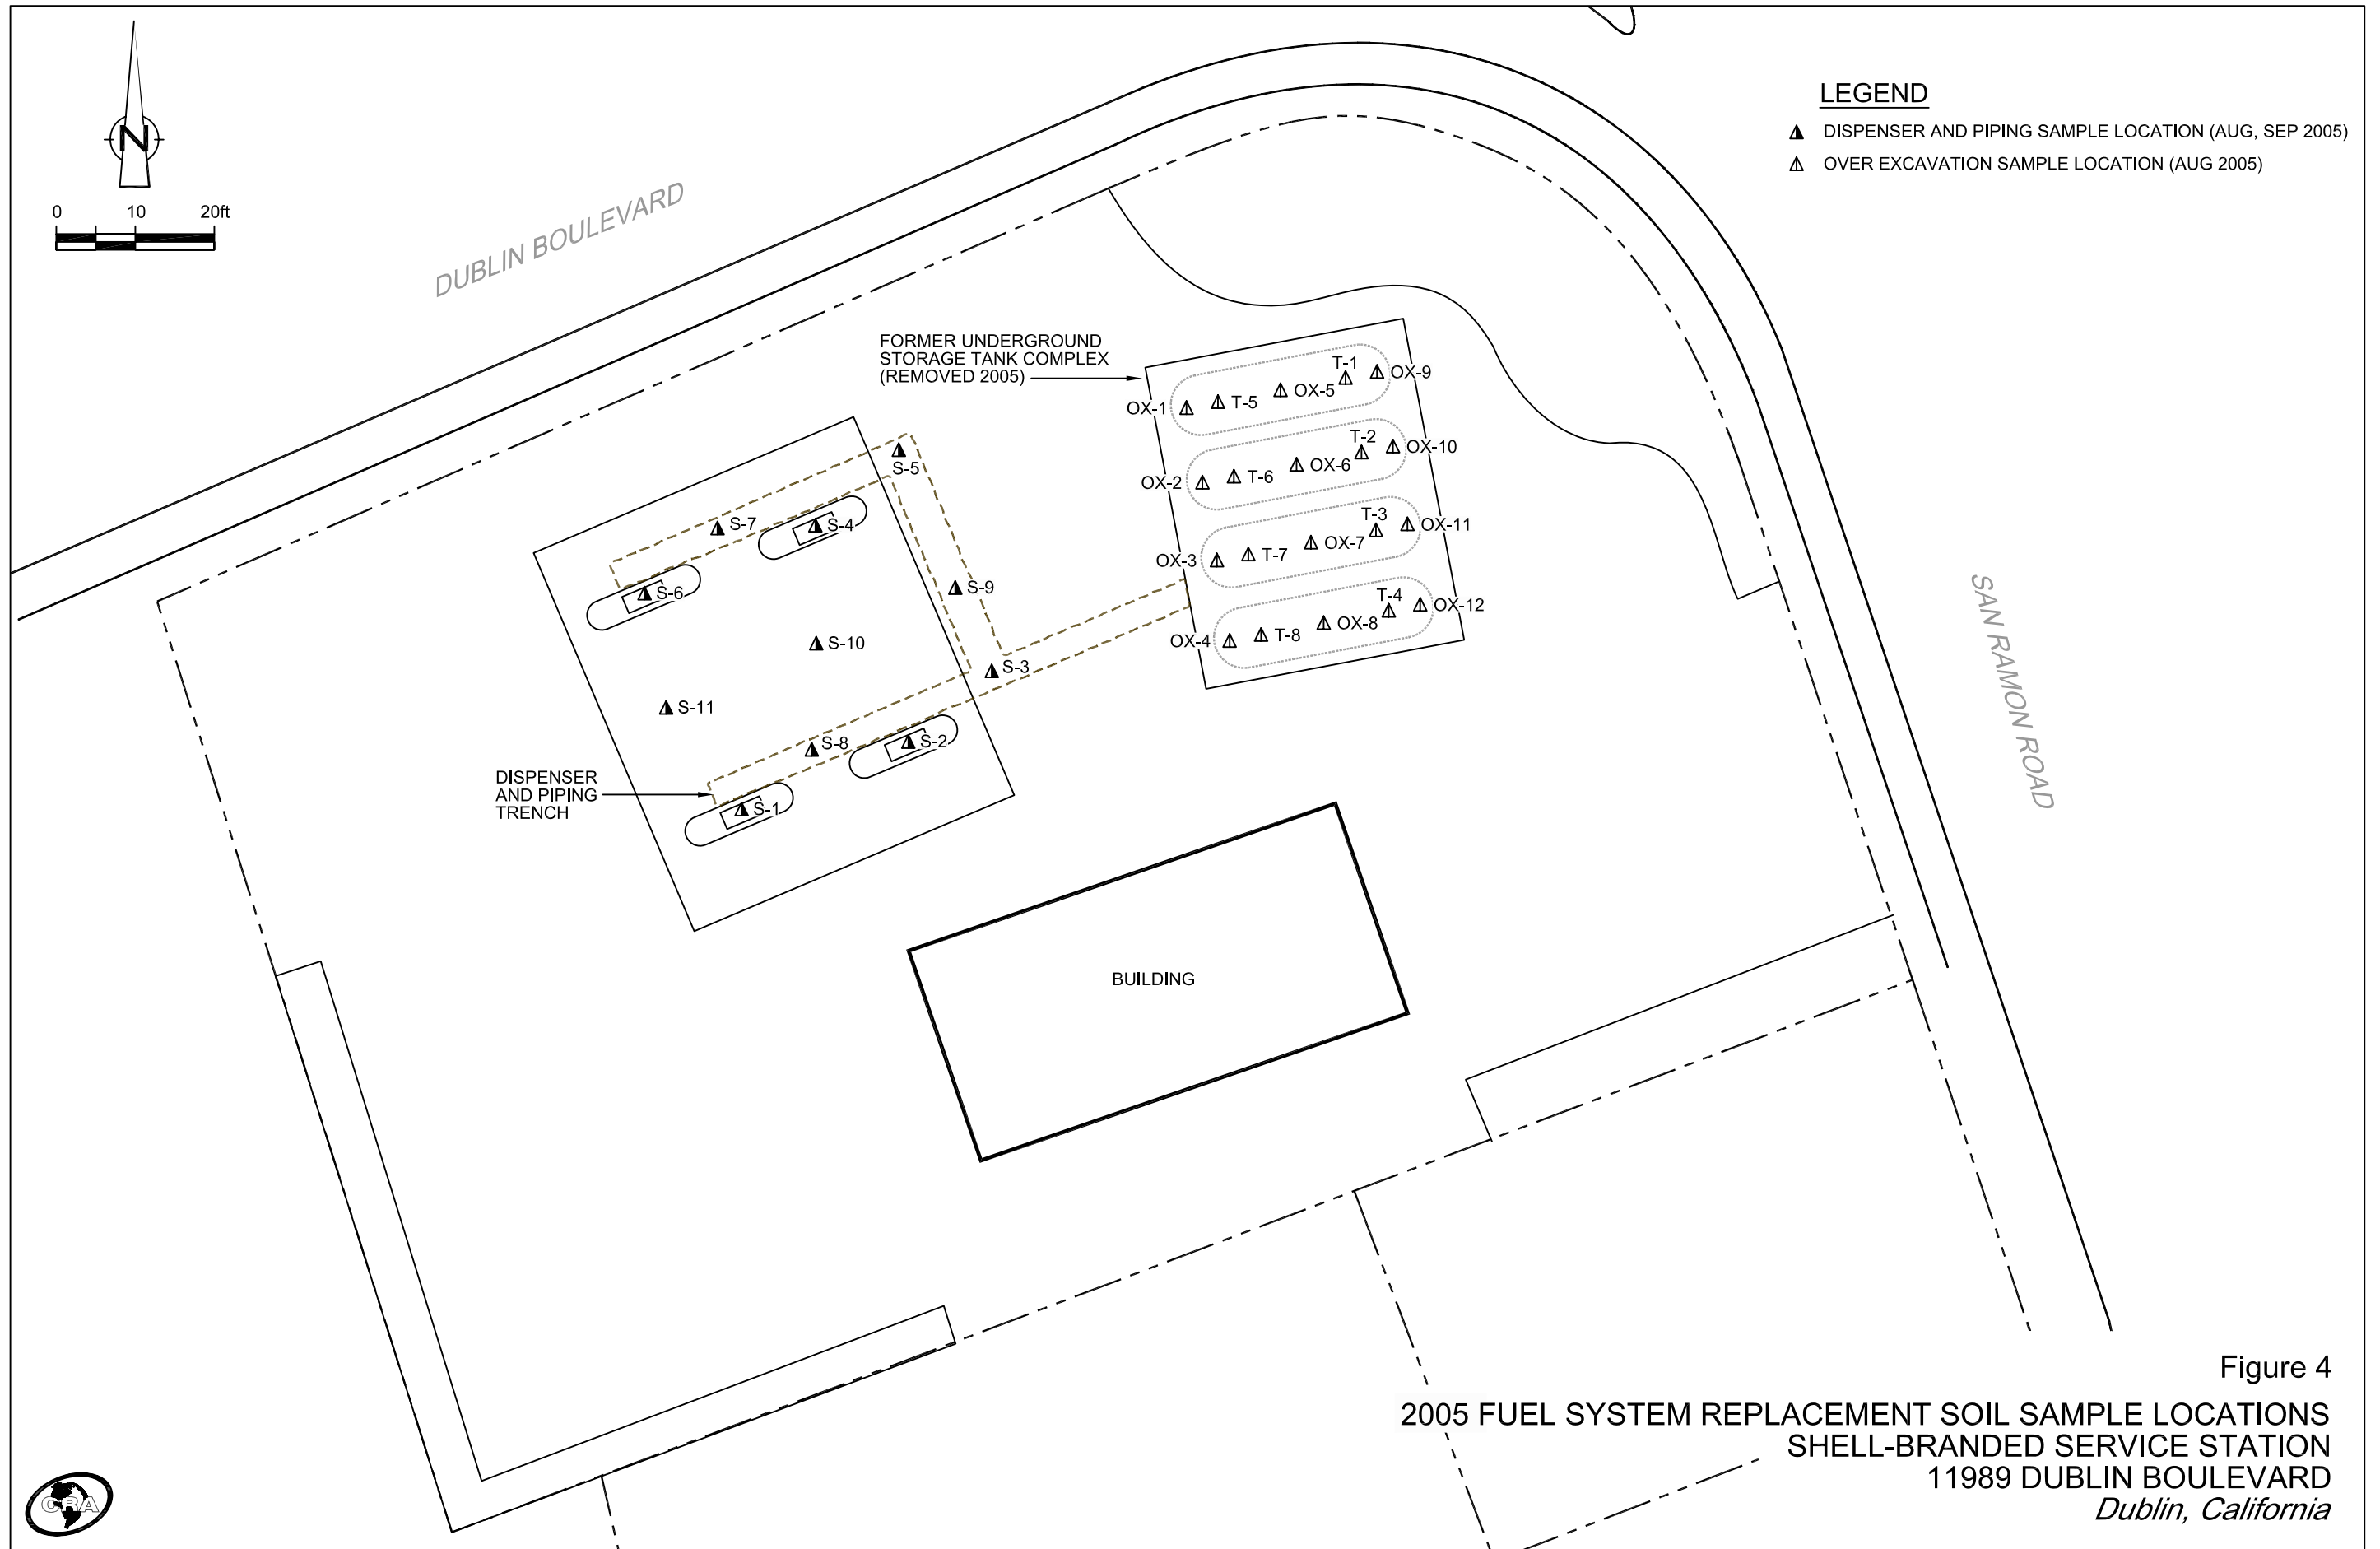 N
0 10 20ft
DUBLIN BOULEVARD
LEGEND
DISPENSER AND PIPING SAMPLE LOCATION (AUG, SEP 2005)
OVER EXCAVATION SAMPLE LOCATION (AUG 2005)
FORMER UNDERGROUND
STORAGE TANK COMPLEX
(REMOVED 2005)
T-1
OX-9
OX-5
T-5
OX-1
T-2
OX-10
OX-6
T-6
OX-2
T-3
OX-11
OX-7
T-7
OX-3
T-4
OX-12
OX-8
T-8
OX-4
S-5
S-7
S-4
S-6
S-9
S-10
S-3
S-11
S-8
S-2
S-1
DISPENSER
AND PIPING
TRENCH
SAN RAMON ROAD
BUILDING
Figure 4
2005 FUEL SYSTEM REPLACEMENT SOIL SAMPLE LOCATIONS
SHELL-BRANDED SERVICE STATION
11989 DUBLIN BOULEVARD
Dublin, California
CRA